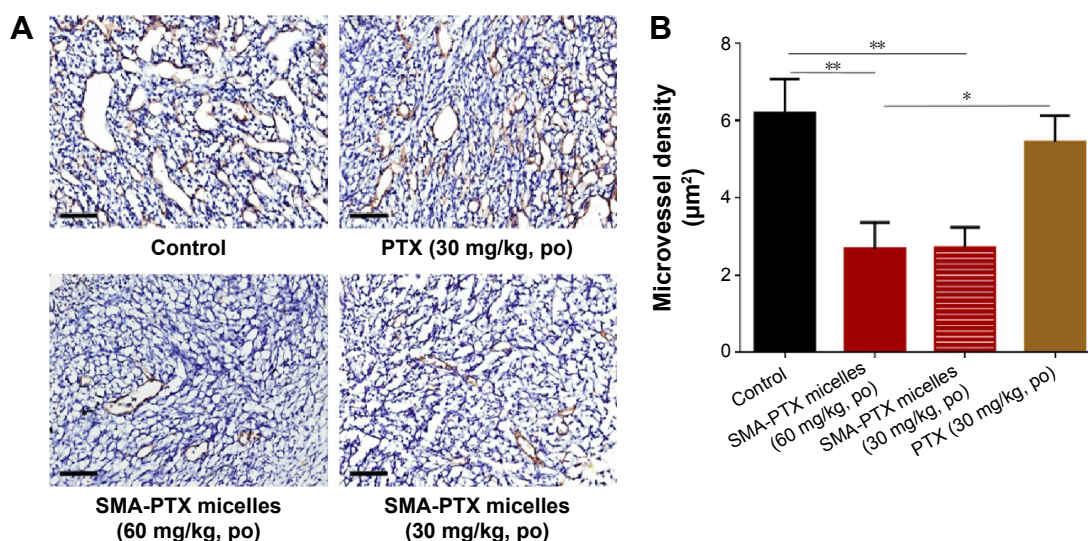 A
Control
PTX (30 mg/kg, po)
SMA-PTX micelles
(60 mg/kg, po)
SMA-PTX micelles
(30 mg/kg, po)
B
Microvessel density
(µm²)
8
6
4
2
0
**
**
*
Control
SMA-PTX micelles
(60 mg/kg, po)
SMA-PTX micelles
(30 mg/kg, po)
PTX (30 mg/kg, po)